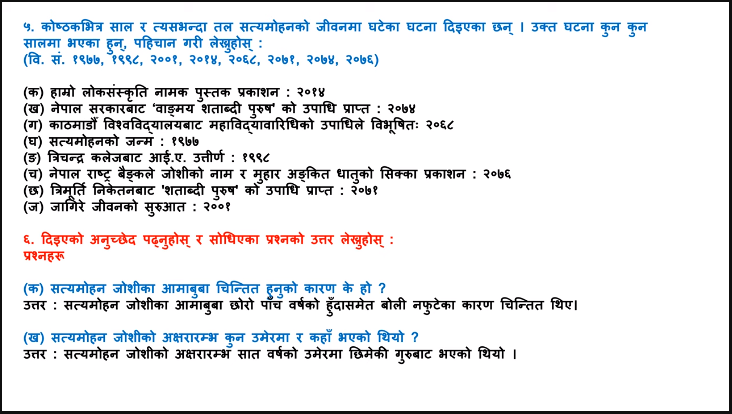 ५. कोष्ठकभित्र साल र त्यसभन्दा तल सत्यमोहनको जीवनमा घटेका घटना दिइएका छन् । उक्त घटना कुन कुन
सालमा भएका हुन्, पहिचान गरी लेख्नुहोस् :
(वि. सं. १९७७, १९९८, २००१, २०१४, २०६८, २०७१, २०७४, २०७६)
(क) हाम्रो लोकसंस्कृति नामक पुस्तक प्रकाशन : २०१४
(ख) नेपाल सरकारबाट 'वाङ्मय शताब्दी पुरुष' को उपाधि प्राप्त : २०७४
(ग) काठमाडौँ विश्वविद्यालयबाट महाविद्यावारिधिको उपाधिले विभूषितः २०६८
(घ) सत्यमोहनको जन्म : १९७७
(ङ) त्रिचन्द्र कलेजबाट आई.ए. उत्तीर्ण : १९९८
(च) नेपाल राष्ट्र बैङ्कले जोशीको नाम र मुहार अङ्कित धातुको सिक्का प्रकाशन : २०७६
(छ) त्रिमूर्ति निकेतनबाट 'शताब्दी पुरुष' को उपाधि प्राप्त : २०७१
(ज) जागिरे जीवनको सुरुआत : २००१
६. दिइएको अनुच्छेद पढ्नुहोस् र सोधिएका प्रश्नको उत्तर लेख्नुहोस् :
प्रश्नहरू
(क) सत्यमोहन जोशीका आमाबुबा चिन्तित हुनुको कारण के हो ?
उत्तर : सत्यमोहन जोशीका आमाबुबा छोरो पाँच वर्षको हुँदासमेत बोली नफुटेका कारण चिन्तित थिए।
(ख) सत्यमोहन जोशीको अक्षरारम्भ कुन उमेरमा र कहाँ भएको थियो ?
उत्तर : सत्यमोहन जोशीको अक्षरारम्भ सात वर्षको उमेरमा छिमेकी गुरुबाट भएको थियो ।